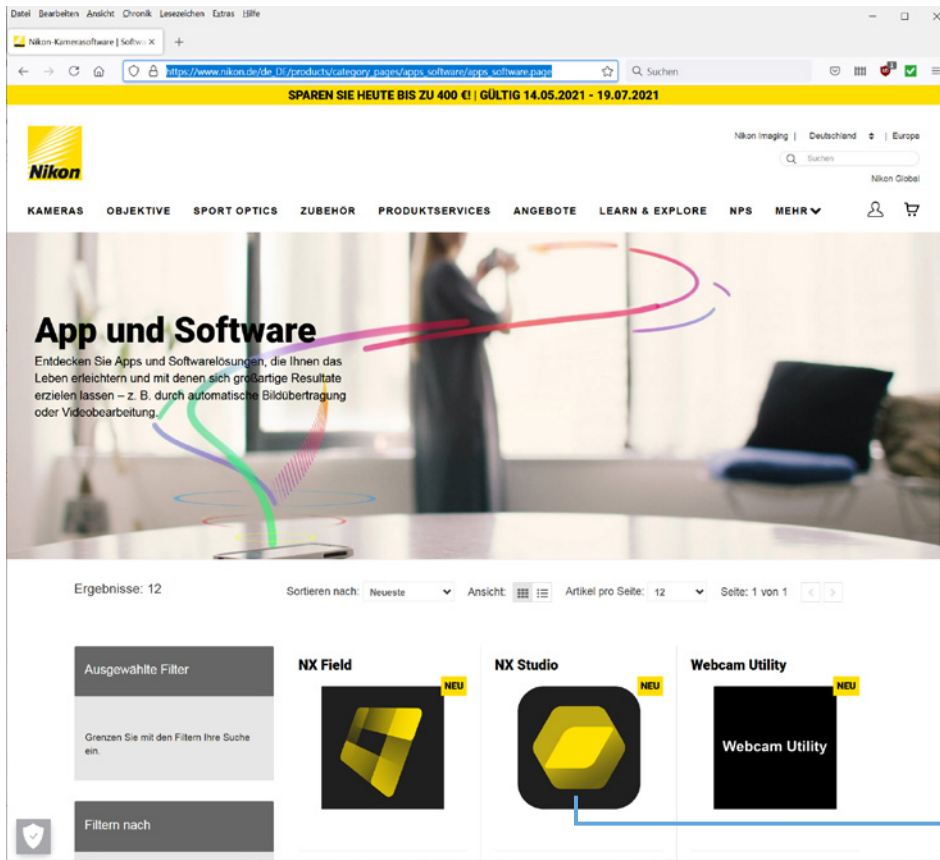 Datei Bearbeiten Ansicht Chronik Lesezeichen Extras Hilfe
Nikon-Kamerasoftware | Softw
https://www.nikon.de/de_DE/products/category_pages/apps_software/apps_software.page
Suchen
SPAREN SIE HEUTE BIS ZU 400 €! | GÜLTIG 14.05.2021 - 19.07.2021
Nikon Imaging | Deutschland | Europe
Suchen
Nikon
Nikon Global
KAMERAS OBJEKTIVE SPORT OPTICS ZUBEHÖR PRODUKTSERVICES ANGEBOTE LEARN & EXPLORE NPS MEHR
App und Software
Entdecken Sie Apps und Softwarelösungen, die Ihnen das
Leben erleichtern und mit denen sich großartige Resultate
erzielen lassen – z. B. durch automatische Bildübertragung
oder Videobearbeitung.
Ergebnisse: 12
Sortieren nach: Neueste Ansicht: Artikel pro Seite: 12 Seite: 1 von 1
Ausgewählte Filter
Grenzen Sie mit den Filtern Ihre Suche
ein.
Filtern nach
NX Field
NEU
NX Studio
NEU
Webcam Utility
NEU
Webcam Utility